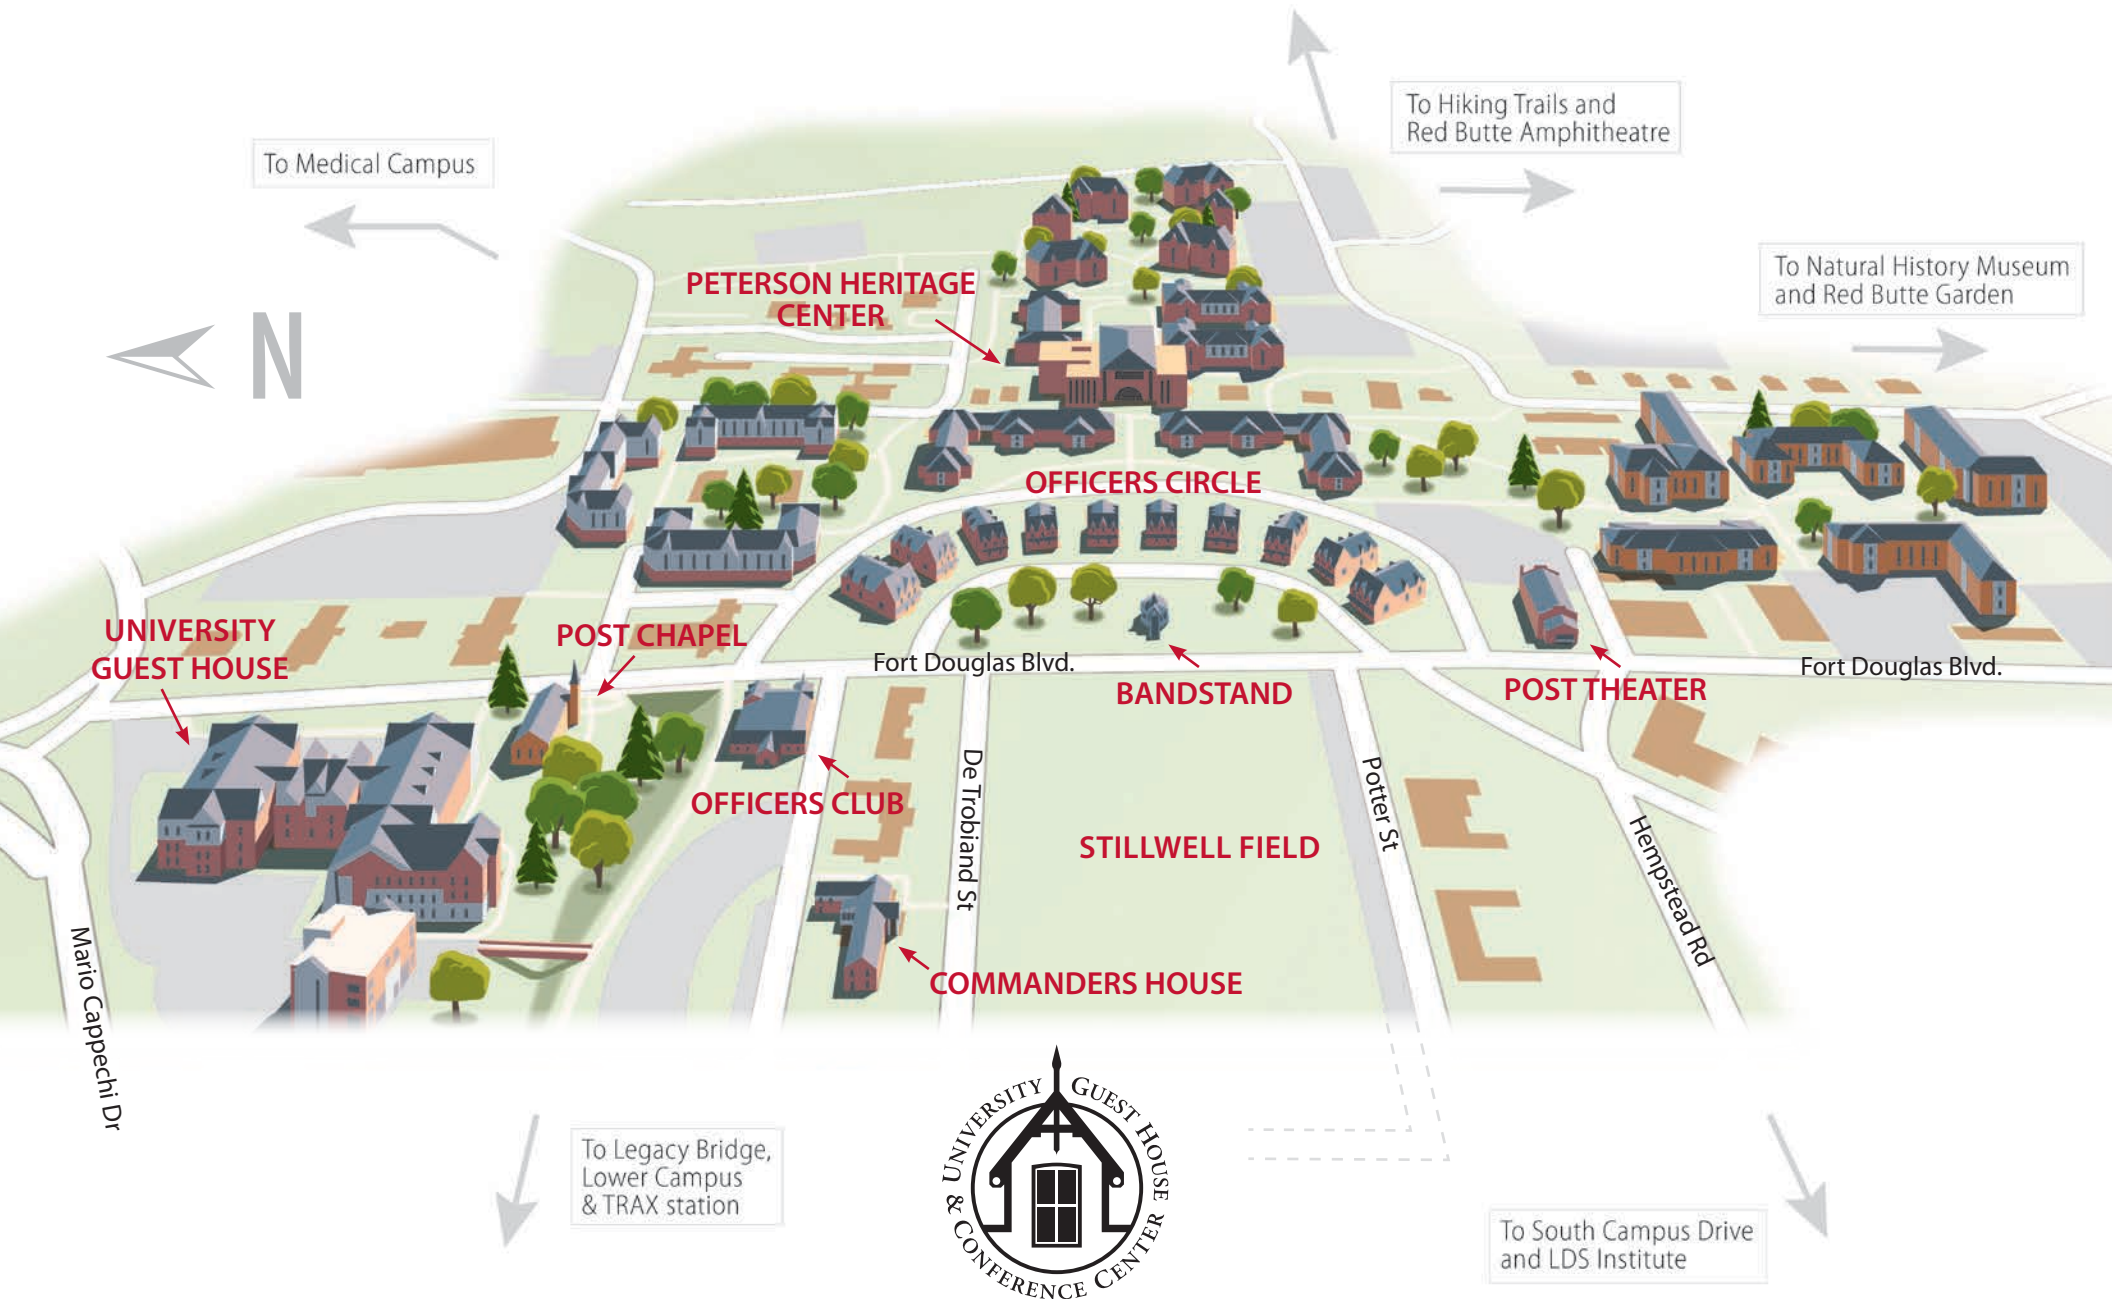 To Hiking Trails and
Red Butte Amphitheatre
To Medical Campus
To Natural History Museum
and Red Butte Garden
PETERSON HERITAGE
CENTER
N
OFFICERS CIRCLE
UNIVERSITY
GUEST HOUSE
POST CHAPEL
Fort Douglas Blvd.
BANDSTAND
POST THEATER
Fort Douglas Blvd.
OFFICERS CLUB
De Trobiand St
STILLWELL FIELD
Potter St
Hempstead Rd
COMMANDERS HOUSE
Mario Cappechi Dr
To Legacy Bridge,
Lower Campus
& TRAX station
UNIVERSITY GUEST HOUSE
& CONFERENCE CENTER
To South Campus Drive
and LDS Institute